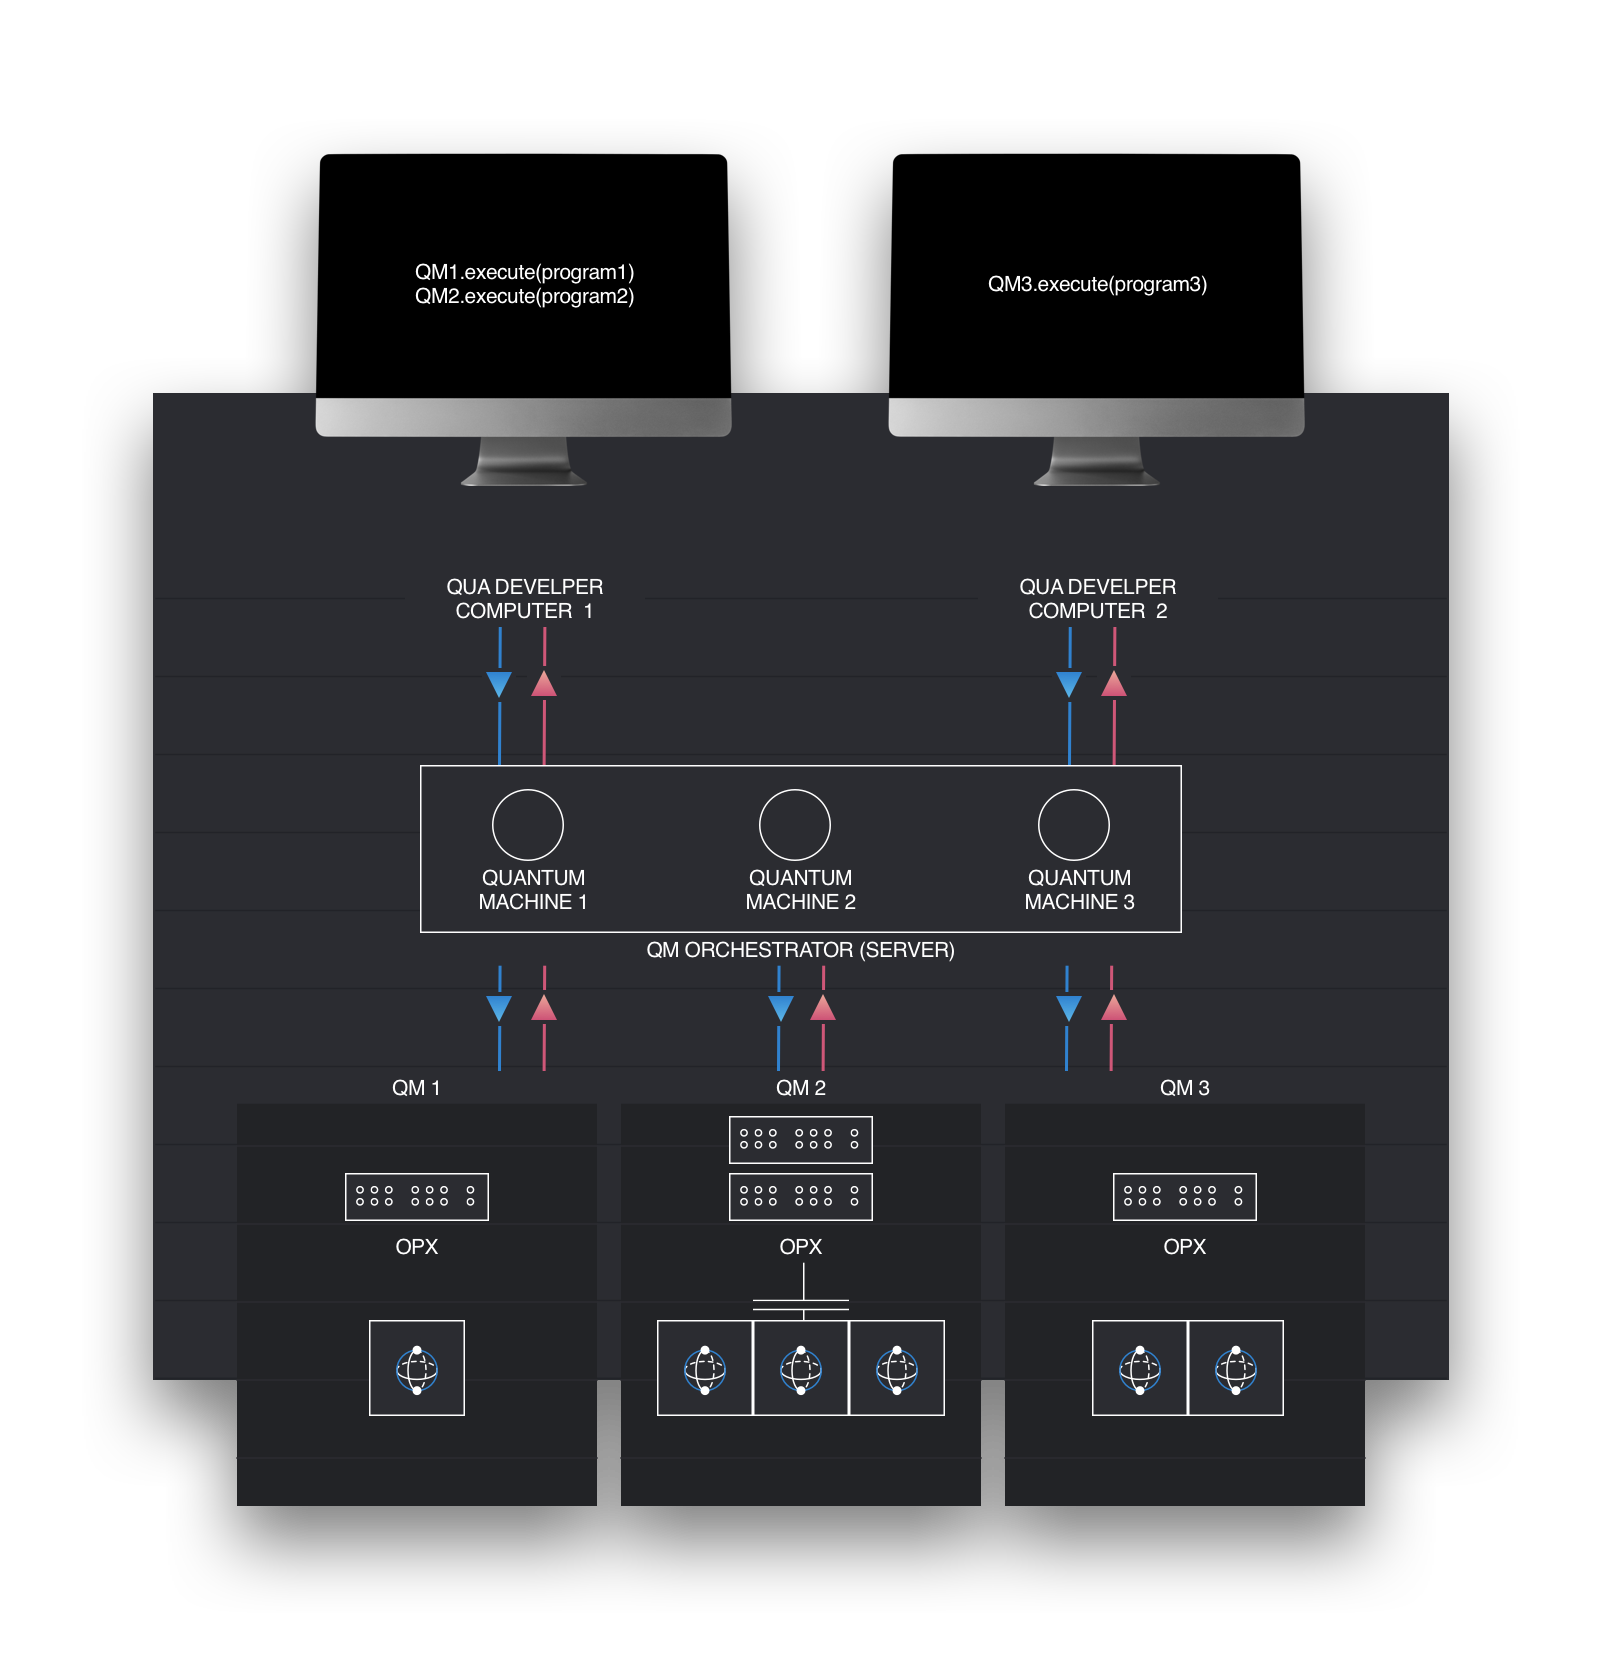 QM1.execute(program1)
QM2.execute(program2)
QM3.execute(program3)
QUA DEVELPER
COMPUTER 1
QUA DEVELPER
COMPUTER 2
QUANTUM
MACHINE 1
QUANTUM
MACHINE 2
QUANTUM
MACHINE 3
QM ORCHESTRATOR (SERVER)
QM 1
QM 2
QM 3
OPX
OPX
OPX